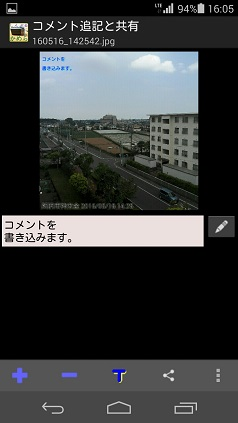 94% 16:05
コメント追記と共有
160516_142542.jpg
コメントを
書き込みます。
コメントを
書き込みます。
T